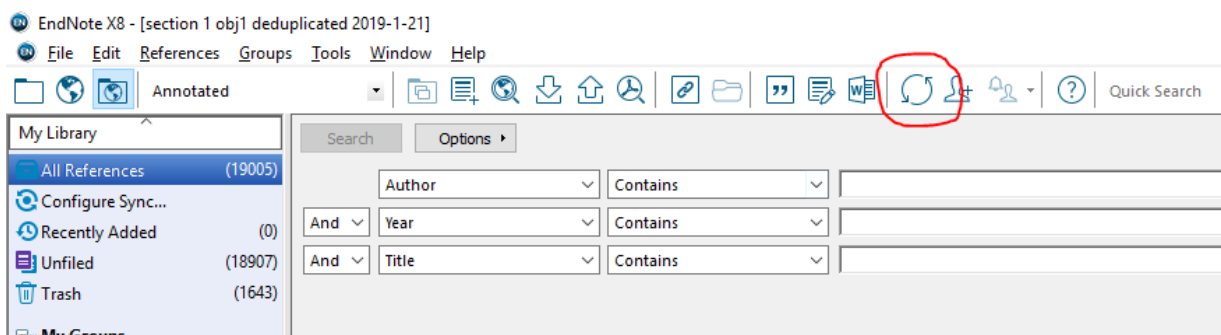 EndNote X8 - [section 1 obj1 deduplicated 2019-1-21]
File Edit References Groups Tools Window Help
Annotated Quick Search
My Library
Search Options
All References (19005)
Author Contains
Configure Sync...
And Year Contains
Recently Added (0)
And Title Contains
Unfiled (18907)
Trash (1643)
My Groups